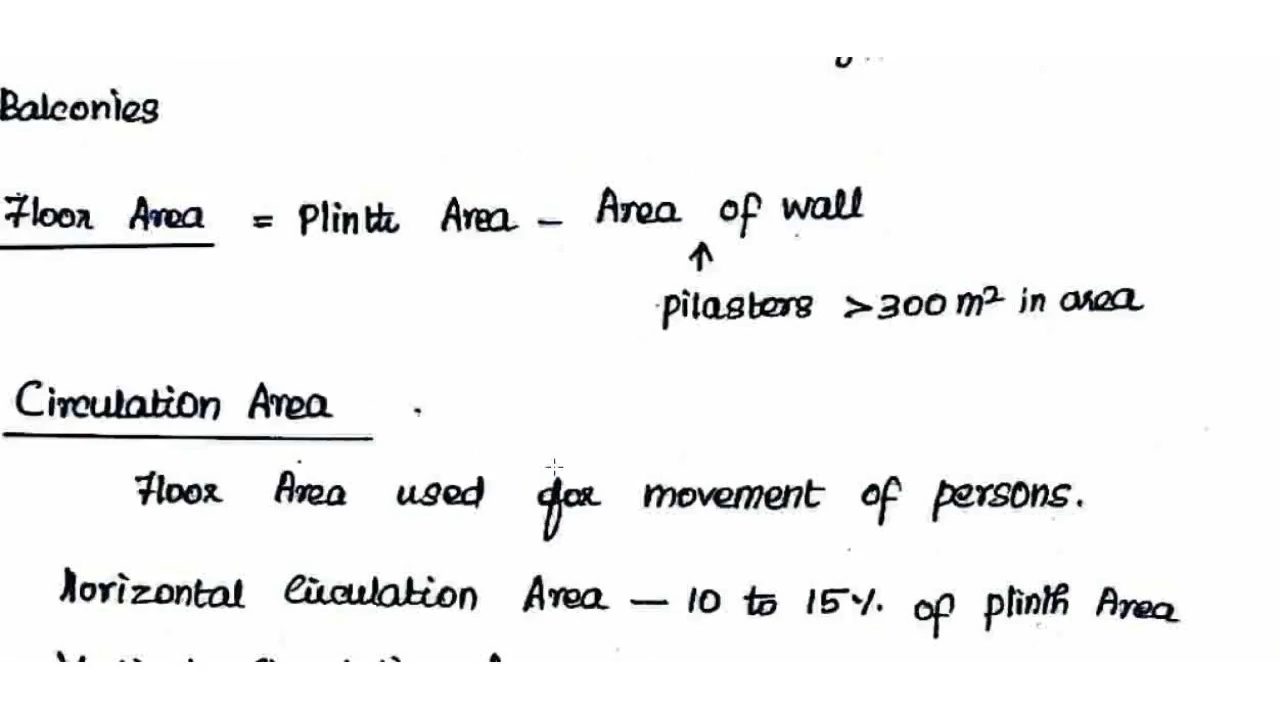 Balconies
Floor Area = Plinth Area - Area of wall
↑
pilasters >300 m² in area
Circulation Area
Floor Area used for movement of persons.
Horizontal Circulation Area - 10 to 15% of plinth Area